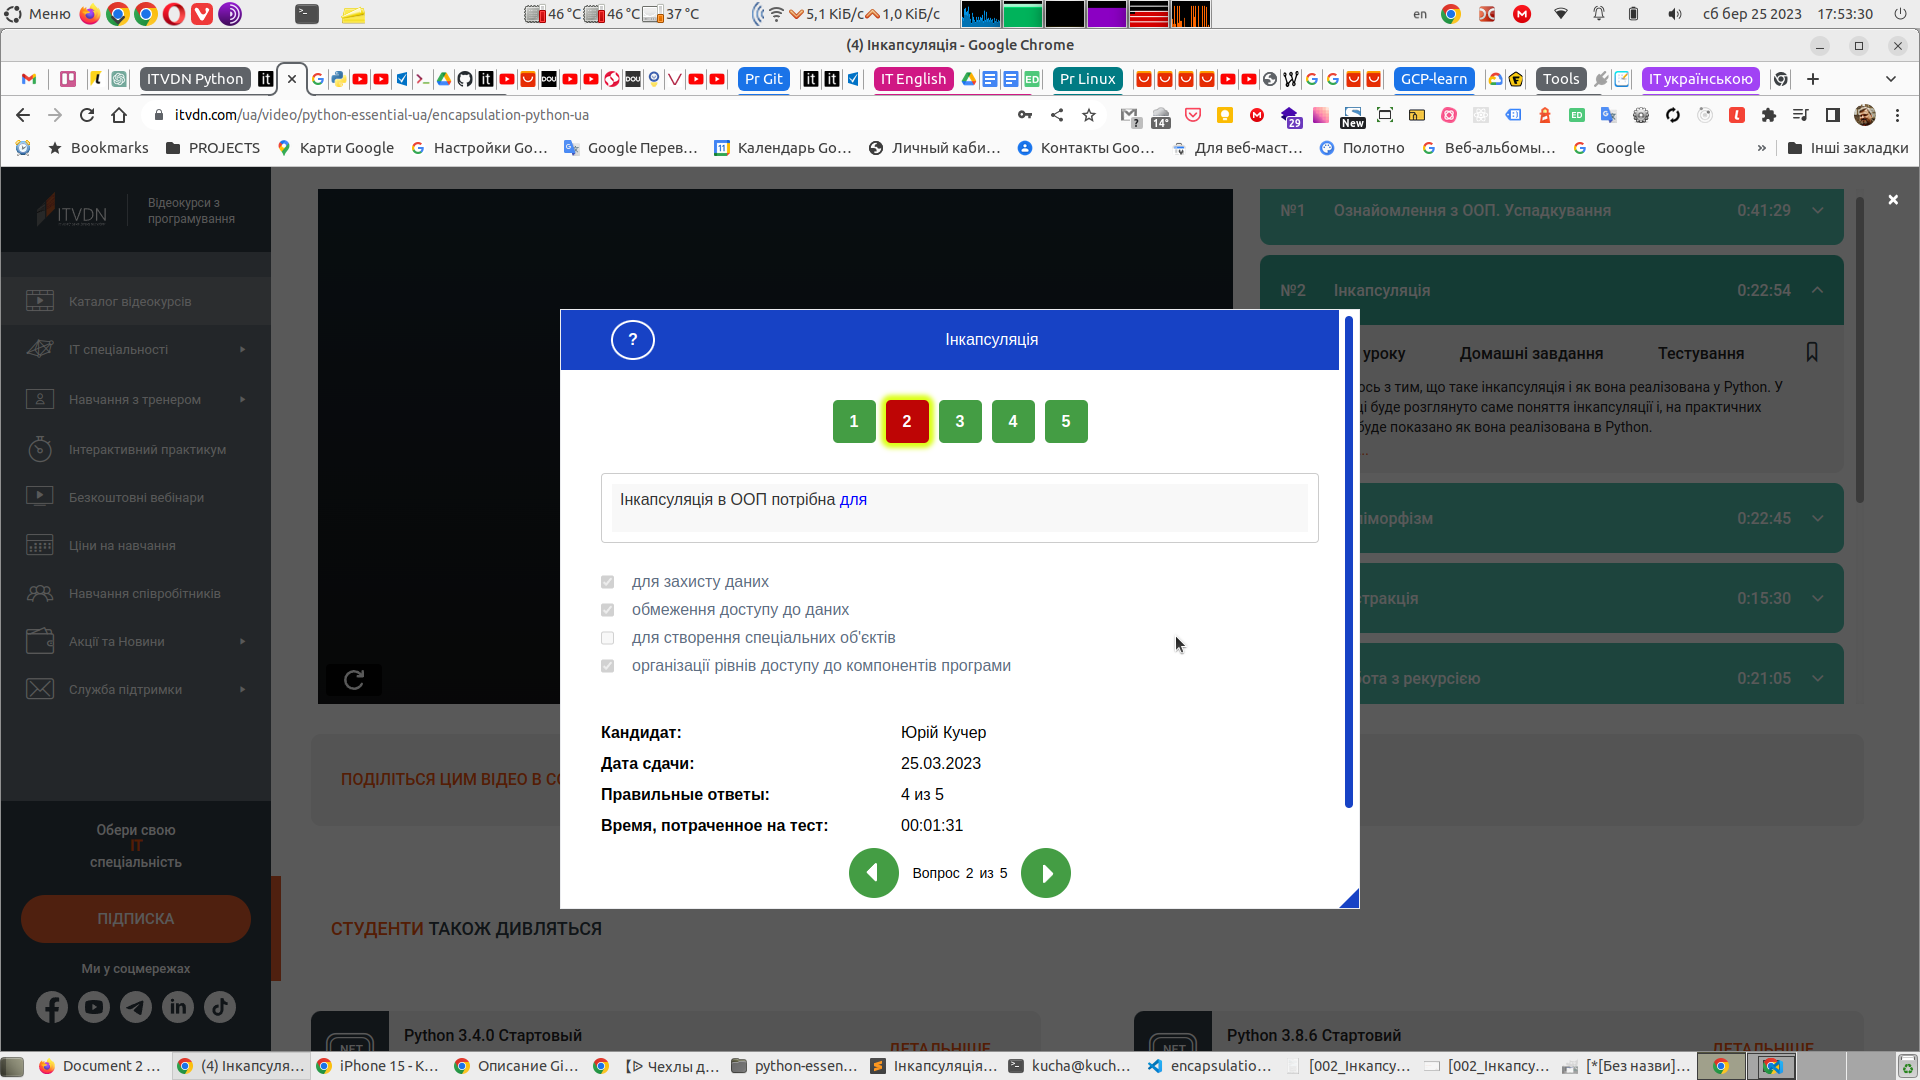 Меню
46 °C 46 °C 37 °C
5,1 КіБ/с 1,0 КіБ/с
en
сб бер 25 2023 17:53:30
(4) Інкапсуляція - Google Chrome
ITVDN Python
Pr Git
IT English
Pr Linux
GCP-learn
Tools
IT українською
itvdn.com/ua/video/python-essential-ua/encapsulation-python-ua
14°
29
New
Bookmarks
PROJECTS
Карти Google
Настройки Go…
Google Перев…
Календарь Go…
Личный каби…
Контакты Goo…
Для веб-маст…
Полотно
Веб-альбомы…
Google
»
Інші закладки
ITVDN
Відеокурси з
програмування
Каталог відеокурсів
IT спеціальності
Навчання з тренером
Інтерактивний практикум
Безкоштовні вебінари
Ціни на навчання
Навчання співробітників
Акції та Новини
Служба підтримки
Обери свою
IT
спеціальність
ПІДПИСКА
Ми у соцмережах
№1 Ознайомлення з ООП. Успадкування 0:41:29
№2 Інкапсуляція 0:22:54
уроку Домашні завдання Тестування
ось з тим, що таке інкапсуляція і як вона реалізована у Python. У
ці буде розглянуто саме поняття інкапсуляції і, на практичних
буде показано як вона реалізована в Python.
...
ліморфізм 0:22:45
стракція 0:15:30
ота з рекурсією 0:21:05
?
Інкапсуляція
1 2 3 4 5
Інкапсуляція в ООП потрібна для
для захисту даних
обмеження доступу до даних
для створення спеціальних об'єктів
організації рівнів доступу до компонентів програми
Кандидат: Юрій Кучер
Дата сдачи: 25.03.2023
Правильные ответы: 4 из 5
Время, потраченное на тест: 00:01:31
Вопрос 2 из 5
ПОДІЛІТЬСЯ ЦИМ ВІДЕО В СО
СТУДЕНТИ ТАКОЖ ДИВЛЯТЬСЯ
.NET
Python 3.4.0 Стартовый
ДЕТАЛЬНІШЕ
.NET
Python 3.8.6 Стартовий
ДЕТАЛЬНІШЕ
Document 2 ...
(4) Інкапсуля...
iPhone 15 - K...
Описание Gi...
【ᐈ Чехлы д...
python-essen...
Інкапсуляція...
kucha@kuch...
encapsulatio...
[002_Інкапсу...
[002_Інкапсу...
[*[Без назви]...